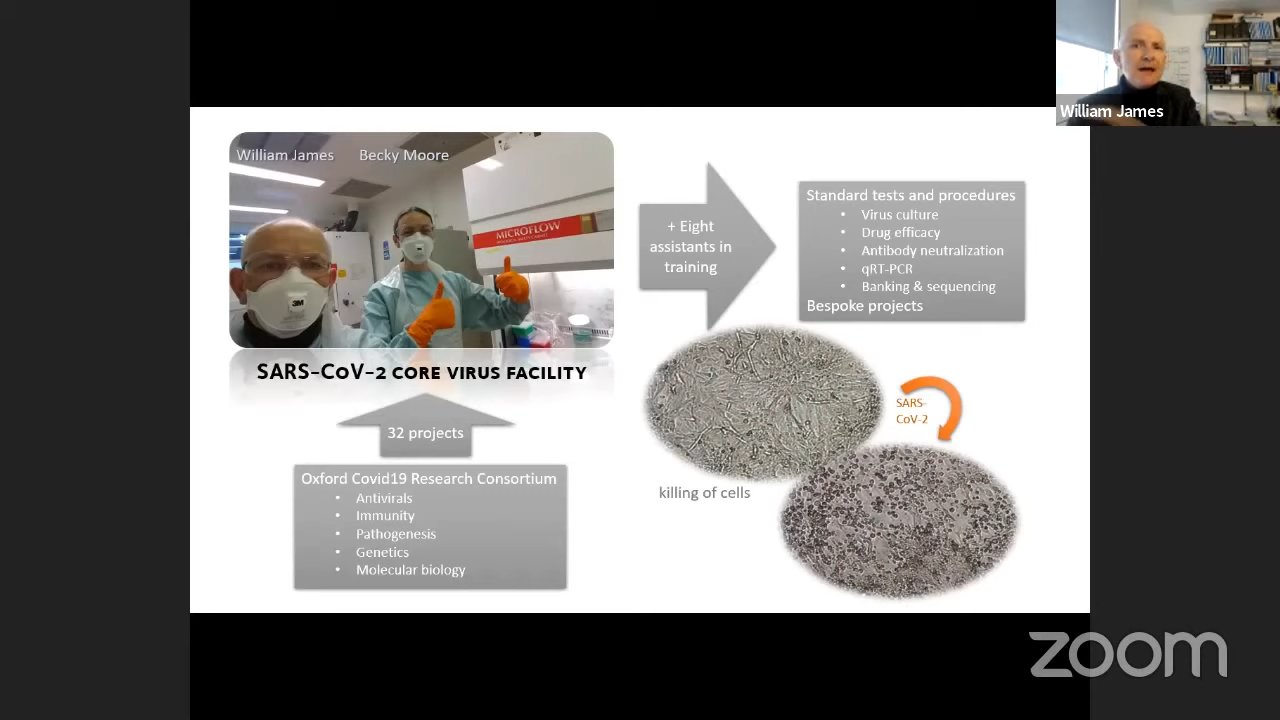 William James
William James Becky Moore
MICROFLOW
3M
SARS-CoV-2 CORE VIRUS FACILITY
32 projects
Oxford Covid19 Research Consortium
• Antivirals
• Immunity
• Pathogenesis
• Genetics
• Molecular biology
+ Eight
assistants in
training
Standard tests and procedures
• Virus culture
• Drug efficacy
• Antibody neutralization
• qRT-PCR
• Banking & sequencing
Bespoke projects
SARS-
CoV-2
killing of cells
zoom